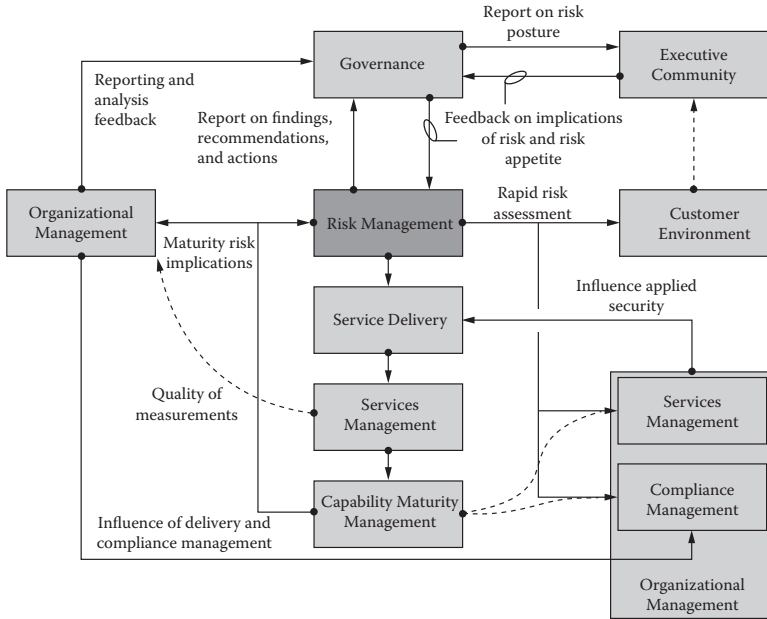 Report on risk
posture
Governance
Executive
Community
Reporting and
analysis
feedback
Report on findings,
recommendations,
and actions
Feedback on implications
of risk and risk
appetite
Organizational
Management
Risk Management
Rapid risk
assessment
Customer
Environment
Maturity risk
implications
Service Delivery
Influence applied
security
Quality of
measurements
Services
Management
Services
Management
Capability Maturity
Management
Compliance
Management
Influence of delivery and
compliance management
Organizational
Management